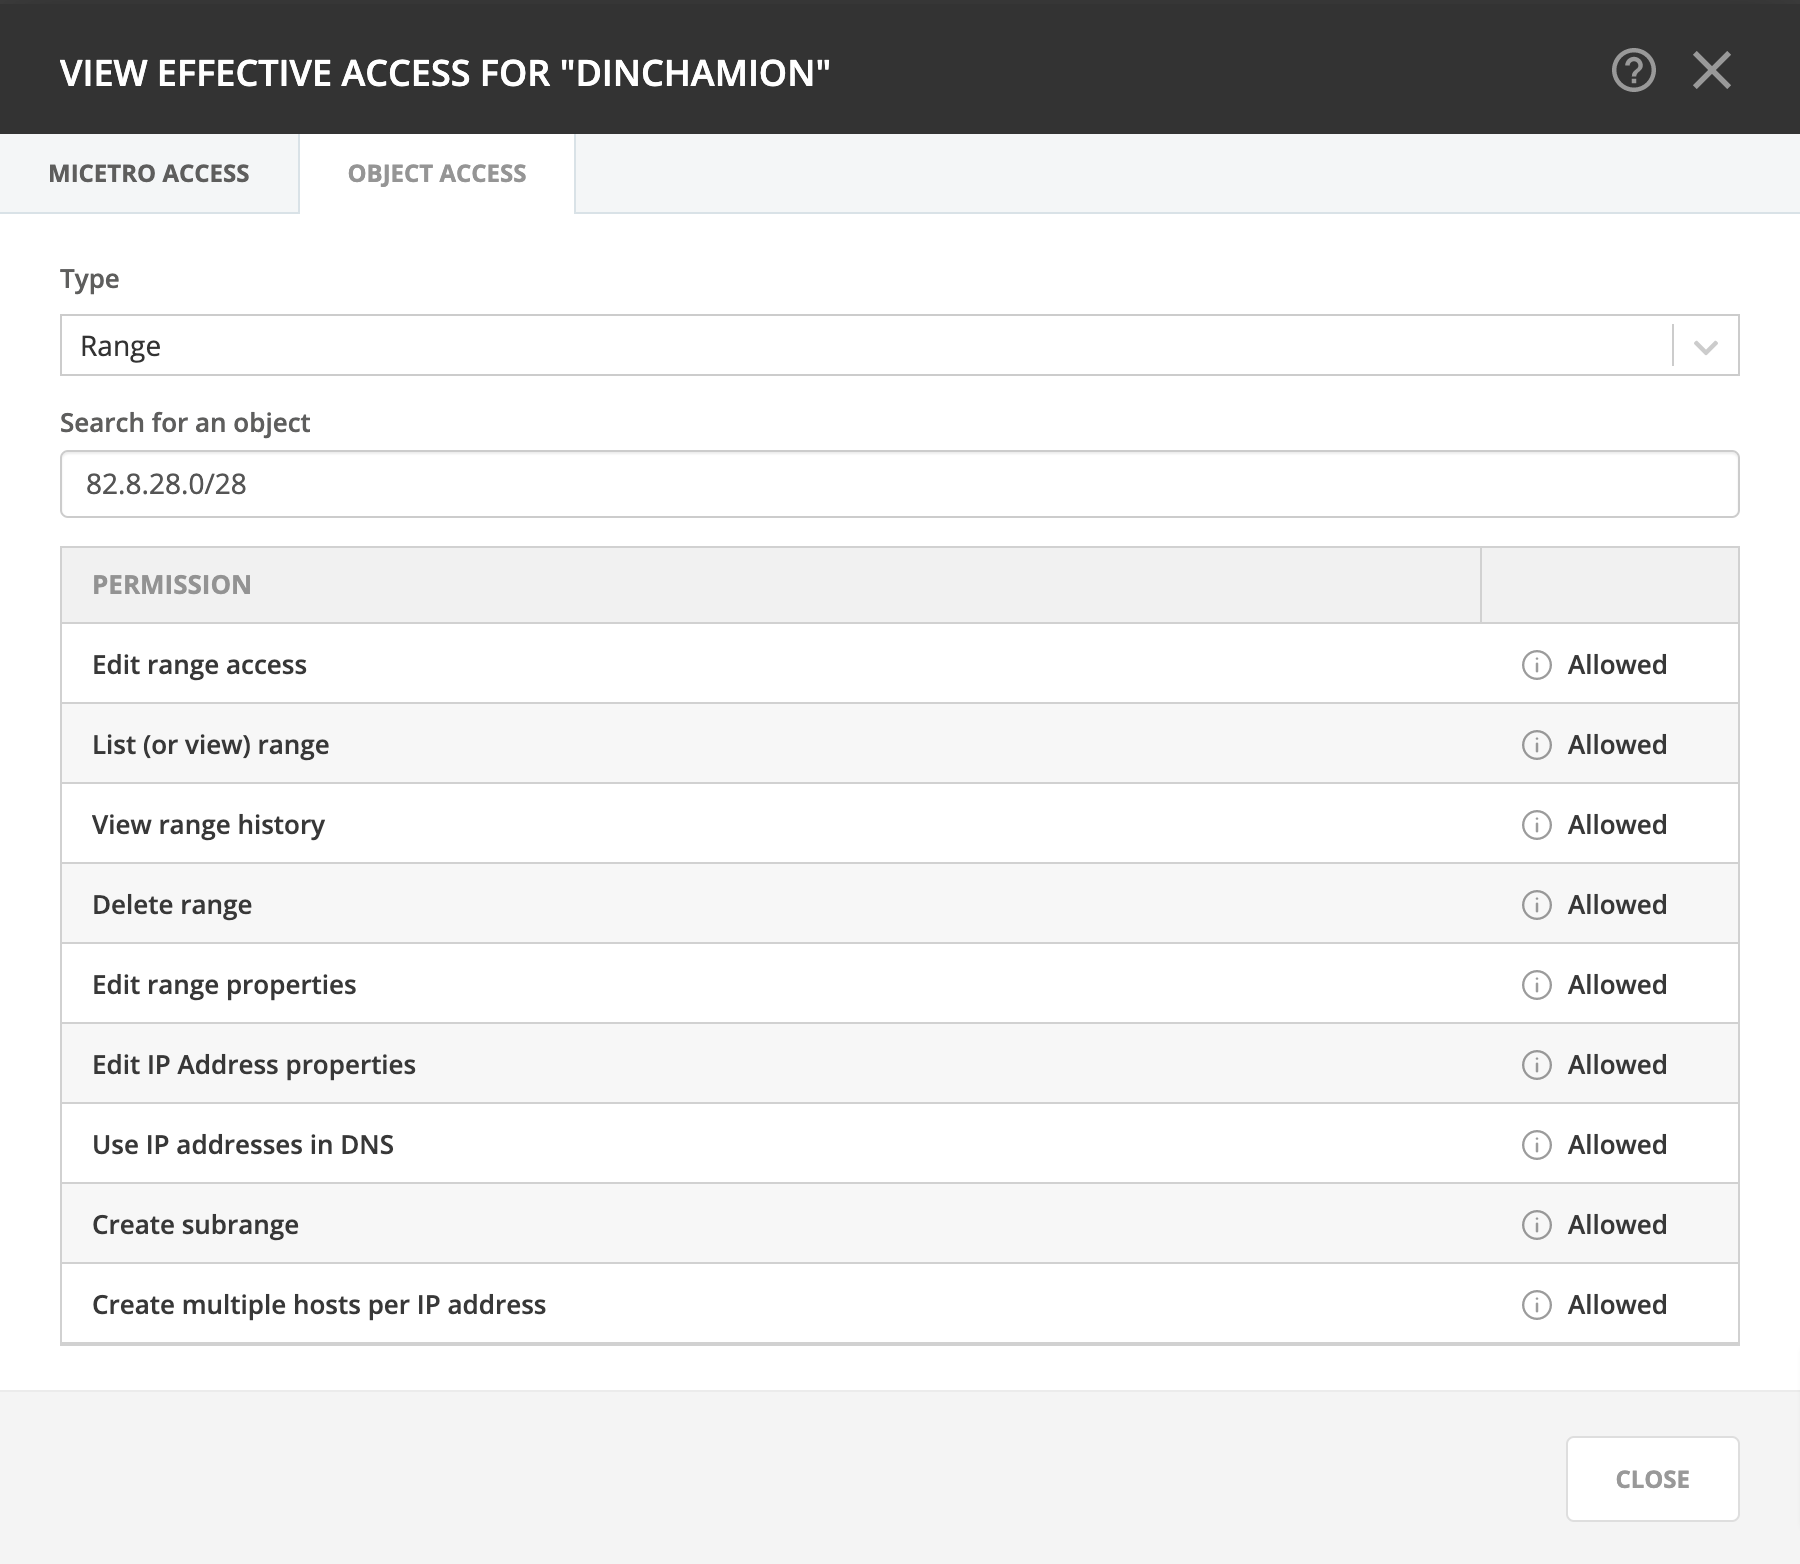 VIEW EFFECTIVE ACCESS FOR "DINCHAMION"
MICETRO ACCESS
OBJECT ACCESS
Type
Range
Search for an object
82.8.28.0/28
PERMISSION
Edit range access Allowed
List (or view) range Allowed
View range history Allowed
Delete range Allowed
Edit range properties Allowed
Edit IP Address properties Allowed
Use IP addresses in DNS Allowed
Create subrange Allowed
Create multiple hosts per IP address Allowed
CLOSE